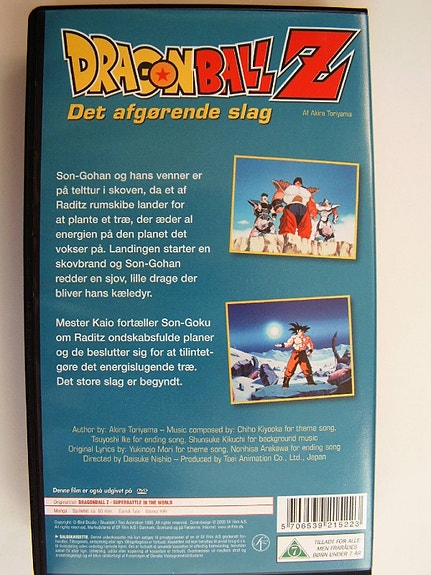 DRAGONBALL Z
Det afgørende slag
Af Akira Toriyama
Son-Gohan og hans venner er
på telttur i skoven, da et af
Raditz rumskibe lander for
at plante et træ, der æder al
energien på den planet det
vokser på. Landingen starter en
skovbrand og Son-Gohan
redder en sjov, lille drage der
bliver hans kæledyr.
Mester Kaio fortæller Son-Goku
om Raditz ondskabsfulde planer
og de beslutter sig for at tilintet-
gøre det energislugende træ.
Det store slag er begyndt.
Author by: Akira Toriyama – Music composed by: Chiho Kiyooka for theme song,
Tsuyoshi Ike for ending song, Shunsuke Kikuchi for background music
Original Lyrics by: Yukinojo Mori for theme song, Norihisa Arakawa for ending song
Directed by Daisuke Nishio – Produced by Toei Animation Co., Ltd., Japan
Denne film er også udgivet på DVD
Original titel: DRAGONBALL Z - SUPERBATTLE IN THE WORLD
5 706539 215223
7
TILLADT FOR ALLE
MEN FRARÅDES
BØRN UNDER 7 ÅR